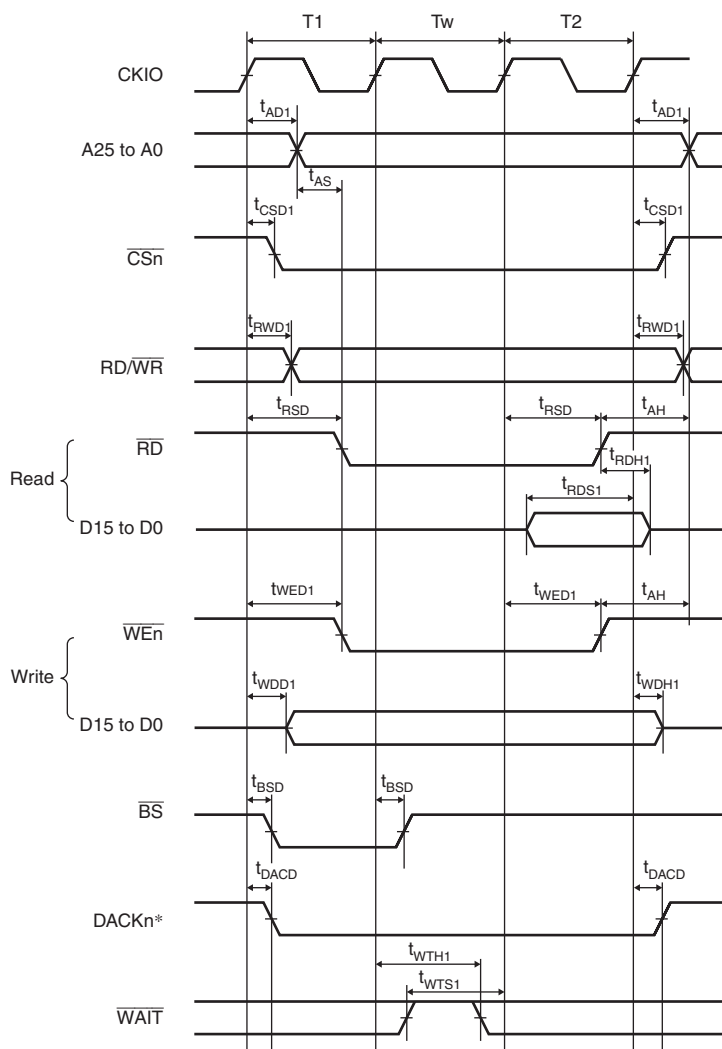 T1 Tw T2
CKIO
tAD1 tAD1
A25 to A0
tAS
tCSD1 tCSD1
CSn
tRWD1 tRWD1
RD/WR
tRSD tRSD tAH
RD
tRDH1
Read
tRDS1
D15 to D0
tWED1 tWED1 tAH
WEn
Write
tWDD1 tWDH1
D15 to D0
tBSD tBSD
BS
tDACD tDACD
DACKn*
tWTH1
tWTS1
WAIT